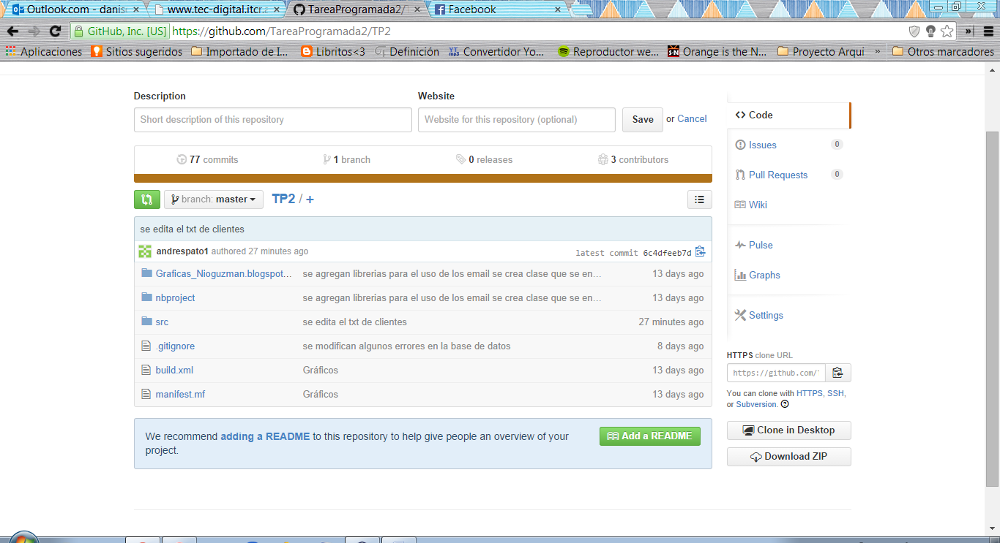 Outlook.com - danis
www.tec-digital.itcr.a
TareaProgramada2/T
Facebook
GitHub, Inc. [US] https://github.com/TareaProgramada2/TP2
Aplicaciones Sitios sugeridos Importado de I... Libritos<3 Definición Convertidor Yo... Reproductor we... Orange is the N... Proyecto Arqui » Otros marcadores
Description Website
Short description of this repository Website for this repository (optional) Save or Cancel
77 commits 1 branch 0 releases 3 contributors
branch: master TP2 / +
se edita el txt de clientes
andrespato1 authored 27 minutes ago latest commit 6c4dfeeb7d
Graficas_Nioguzman.blogspot... se agregan librerias para el uso de los email se crea clase que se en... 13 days ago
nbproject se agregan librerias para el uso de los email se crea clase que se en... 13 days ago
src se edita el txt de clientes 27 minutes ago
.gitignore se modifican algunos errores en la base de datos 8 days ago
build.xml Gráficos 13 days ago
manifest.mf Gráficos 13 days ago
We recommend adding a README to this repository to help give people an overview of your
project.
Add a README
Code
Issues 0
Pull Requests 0
Wiki
Pulse
Graphs
Settings
HTTPS clone URL
https://github.com/
You can clone with HTTPS, SSH,
or Subversion.
Clone in Desktop
Download ZIP